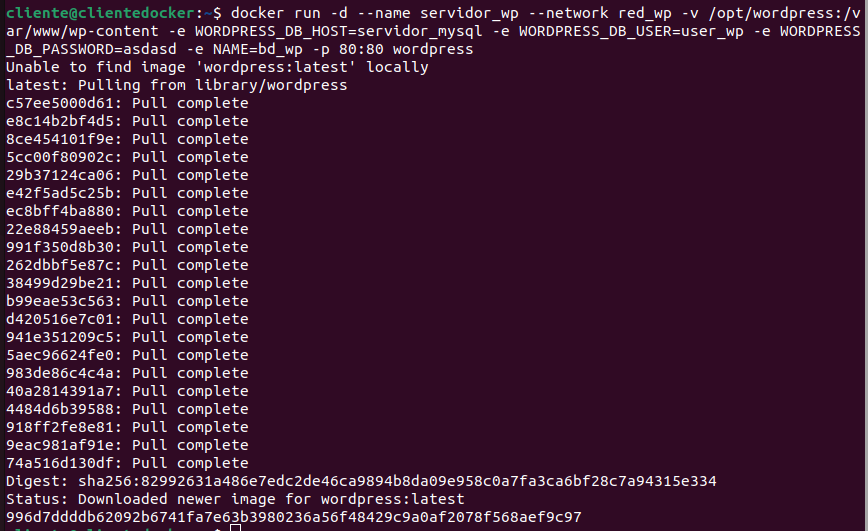 cliente@clientedocker:~$ docker run -d --name servidor_wp --network red_wp -v /opt/wordpress:/v
ar/www/wp-content -e WORDPRESS_DB_HOST=servidor_mysql -e WORDPRESS_DB_USER=user_wp -e WORDPRESS
_DB_PASSWORD=asdasd -e NAME=bd_wp -p 80:80 wordpress
Unable to find image 'wordpress:latest' locally
latest: Pulling from library/wordpress
c57ee5000d61: Pull complete
e8c14b2bf4d5: Pull complete
8ce454101f9e: Pull complete
5cc00f80902c: Pull complete
29b37124ca06: Pull complete
e42f5ad5c25b: Pull complete
ec8bff4ba880: Pull complete
22e88459aeeb: Pull complete
991f350d8b30: Pull complete
262dbbf5e87c: Pull complete
38499d29be21: Pull complete
b99eae53c563: Pull complete
d420516e7c01: Pull complete
941e351209c5: Pull complete
5aec96624fe0: Pull complete
983de86c4c4a: Pull complete
40a2814391a7: Pull complete
4484d6b39588: Pull complete
918ff2fe8e81: Pull complete
9eac981af91e: Pull complete
74a516d130df: Pull complete
Digest: sha256:82992631a486e7edc2de46ca9894b8da09e958c0a7fa3ca6bf28c7a94315e334
Status: Downloaded newer image for wordpress:latest
996d7ddddb62092b6741fa7e63b3980236a56f48429c9a0af2078f568aef9c97